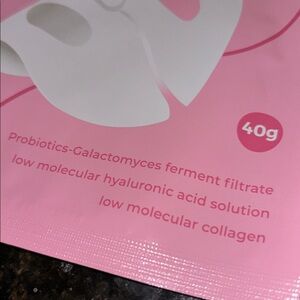 40g
Probiotics-Galactomyces ferment filtrate
low molecular hyaluronic acid solution
low molecular collagen